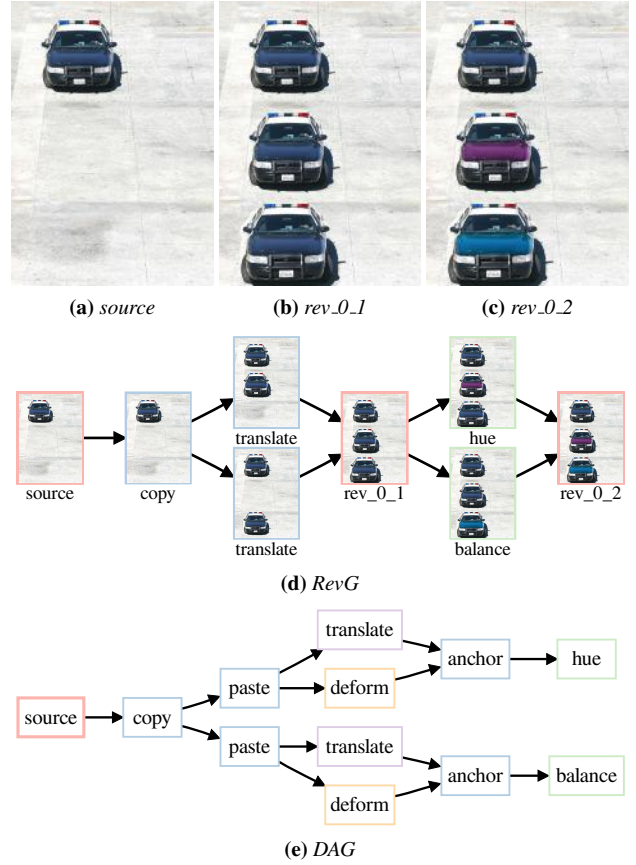 (a) source
(b) rev_0_1
(c) rev_0_2
translate
hue
source
copy
rev_0_1
rev_0_2
translate
balance
(d) RevG
translate
anchor
hue
paste
deform
source
copy
paste
translate
anchor
balance
deform
(e) DAG